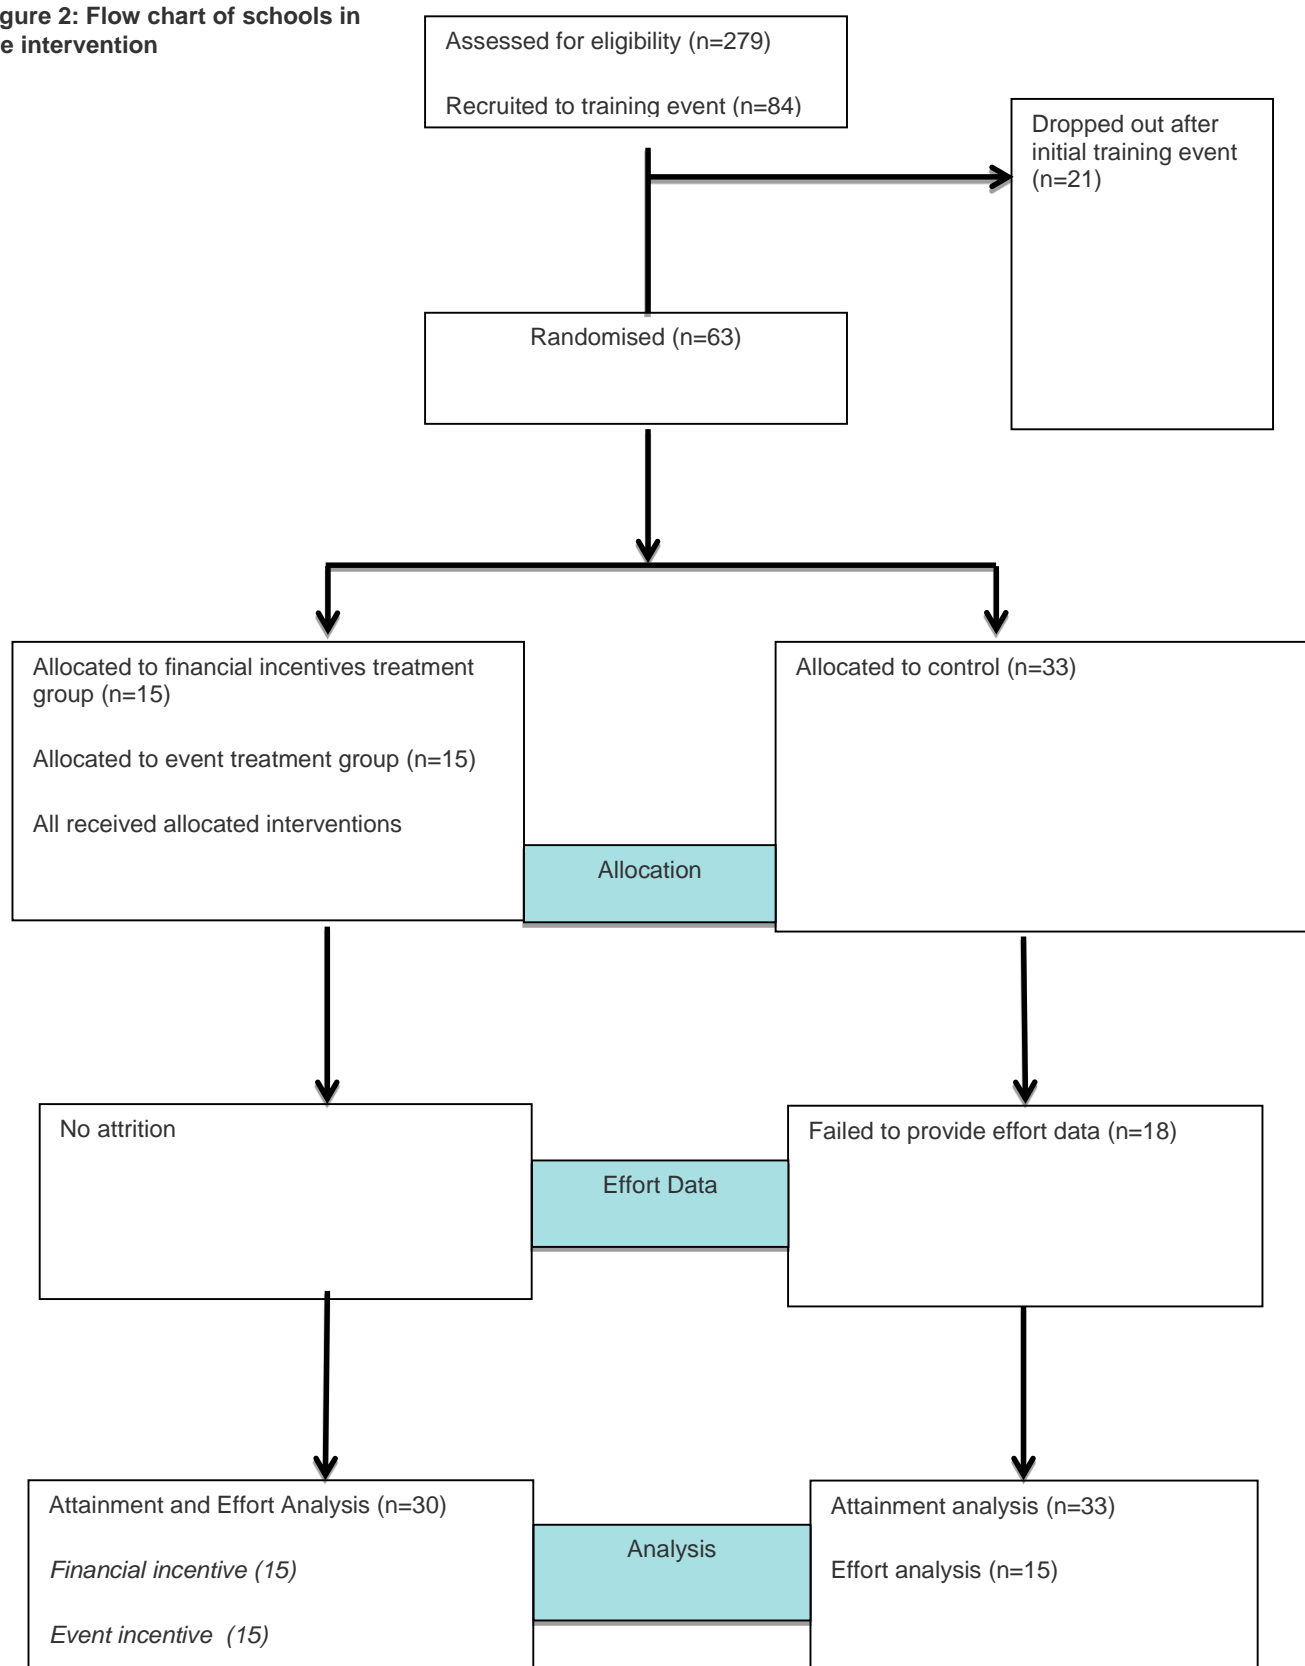 gure 2: Flow chart of schools in
e intervention
Assessed for eligibility (n=279)
Recruited to training event (n=84)
Dropped out after
initial training event
(n=21)
Randomised (n=63)
Allocated to financial incentives treatment
group (n=15)
Allocated to event treatment group (n=15)
All received allocated interventions
Allocated to control (n=33)
Allocation
No attrition
Failed to provide effort data (n=18)
Effort Data
Attainment and Effort Analysis (n=30)
Financial incentive (15)
Event incentive (15)
Analysis
Attainment analysis (n=33)
Effort analysis (n=15)